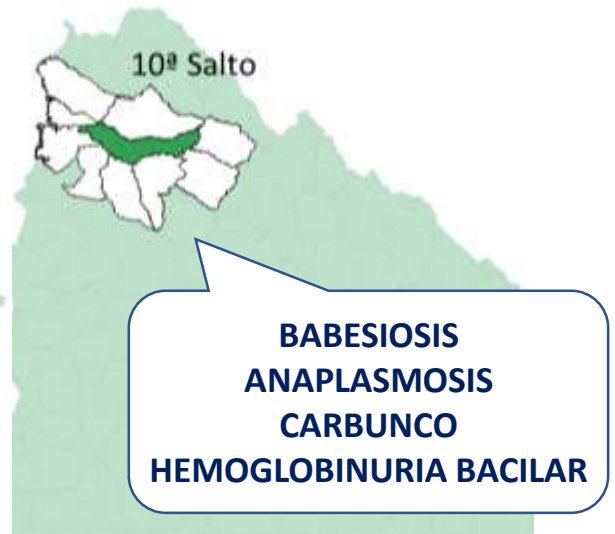 10ª Salto
BABESIOSIS
ANAPLASMOSIS
CARBUNCO
HEMOGLOBINURIA BACILAR